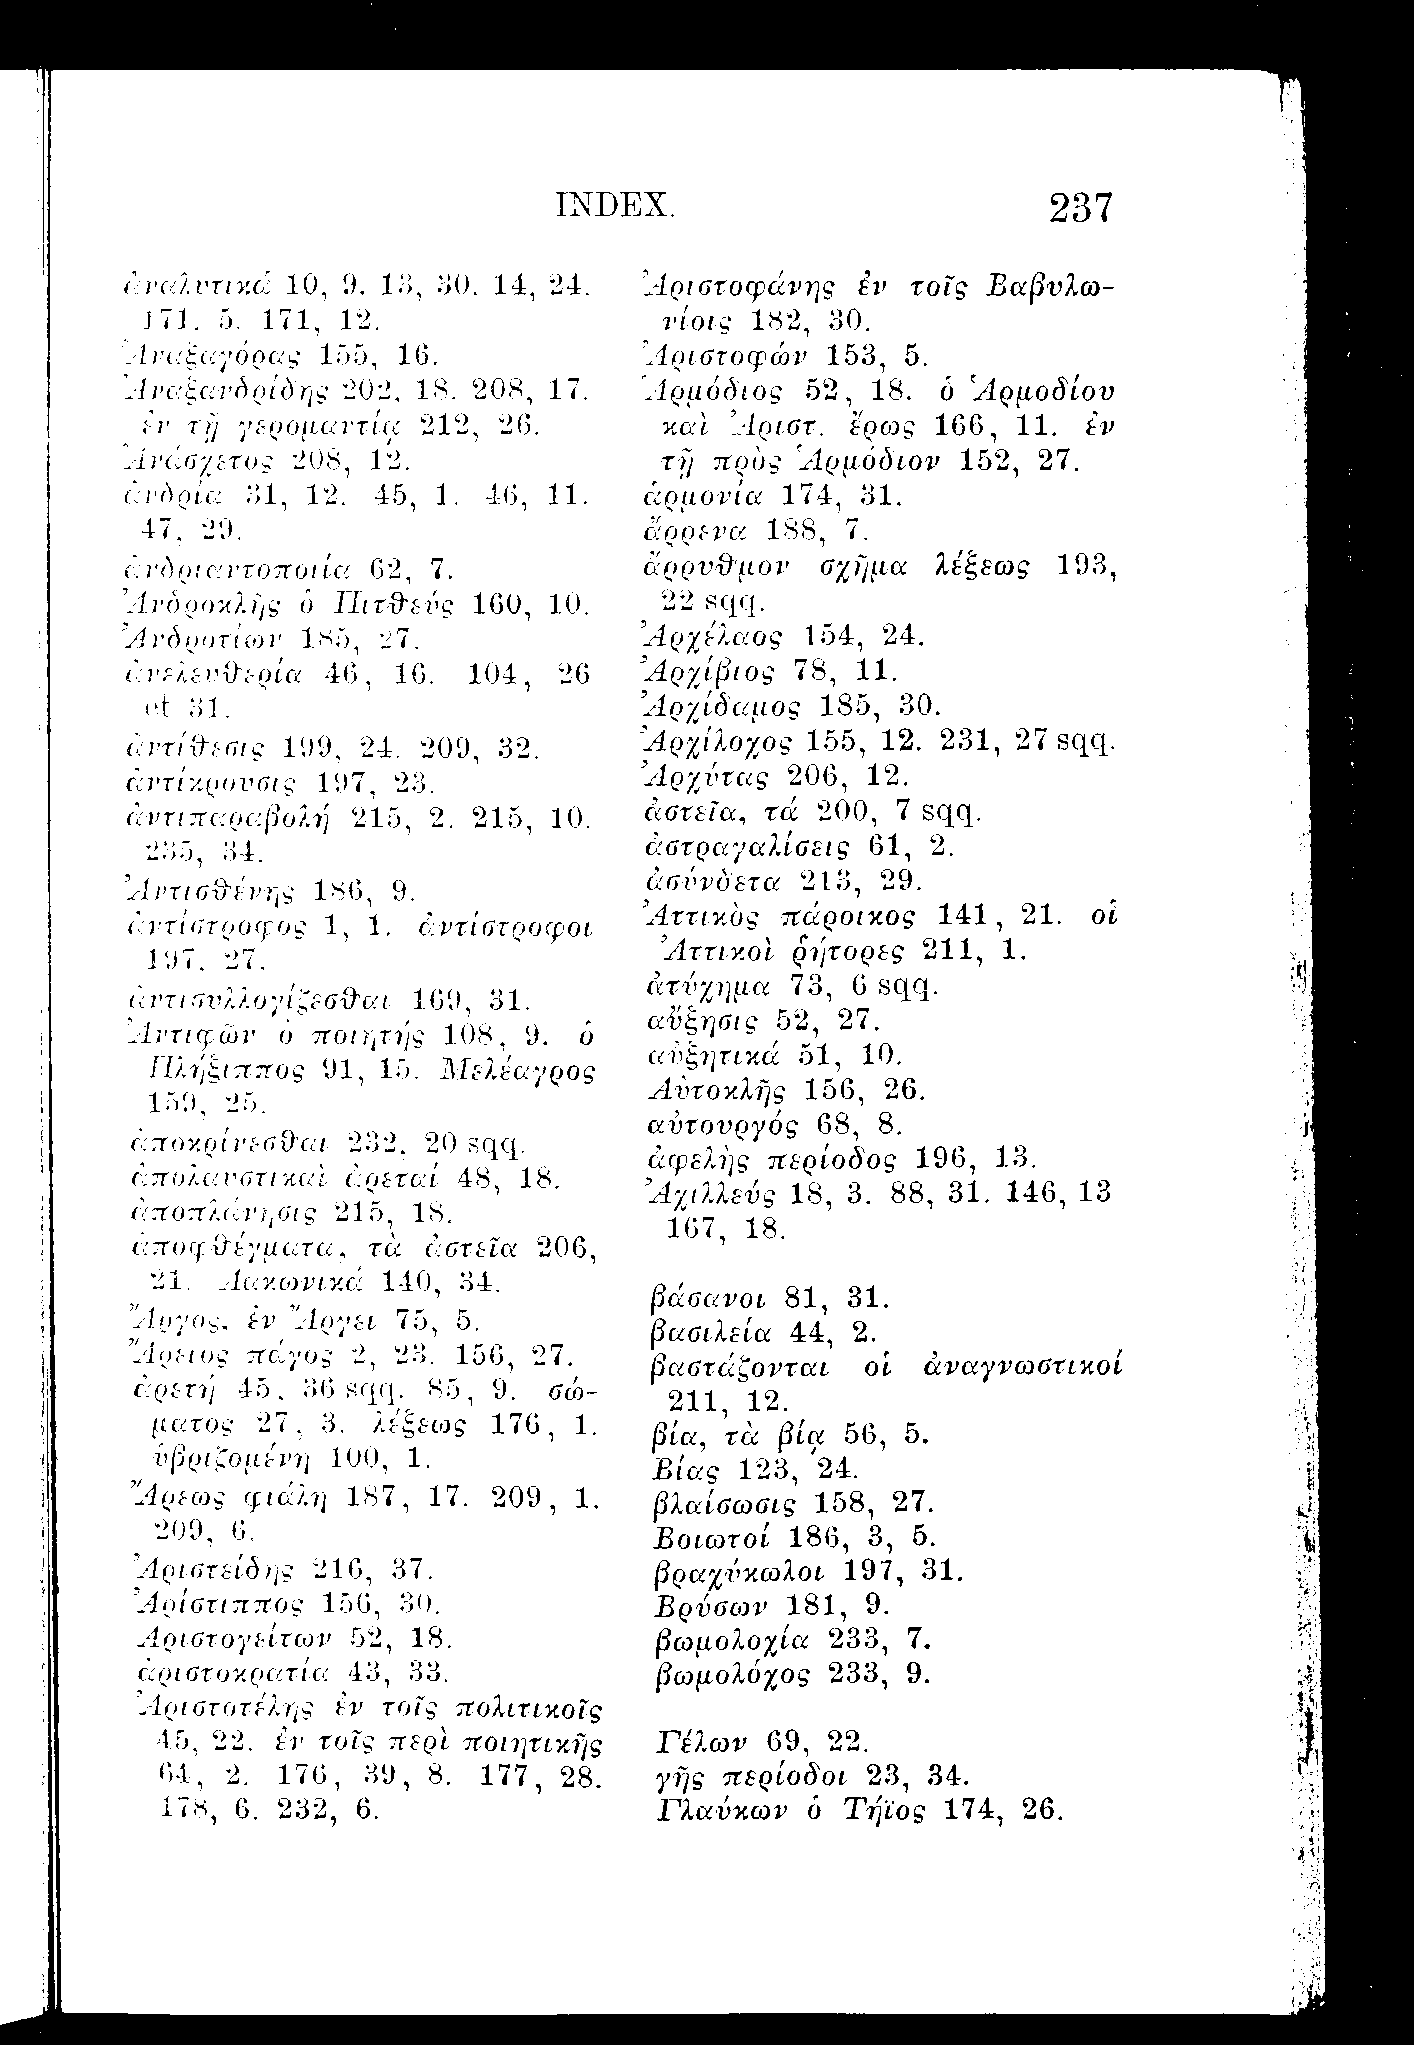 INDEX.
237
ἀναλυτικά 10, 9. 13, 30. 14, 24.
171. 5. 171, 12.
Ἀναξαγόρας 155, 16.
Ἀναξανδρίδης 202, 18. 208, 17.
ἐν τῇ γερομαντίᾳ 212, 26.
Ἀνάσχετος 208, 12.
ἀνδρία 31, 12. 45, 1. 46, 11.
47, 29.
ἀνδριαντοποιία 62, 7.
Ἀνδροκλῆς ὁ Πιτθεύς 160, 10.
Ἀνδροτίων 185, 27.
ἀνελευθερία 46, 16. 104, 26
et 31.
ἀντίθεσις 199, 24. 209, 32.
ἀντίκρουσις 197, 23.
ἀντιπαραβολή 215, 2. 215, 10.
235, 34.
Ἀντισθένης 186, 9.
ἀντίστροφος 1, 1. ἀντίστροφοι
197. 27.
ἀντισυλλογίζεσθαι 169, 31.
Ἀντιφῶν ὁ ποιητής 108, 9. ὁ
Πλήξιππος 91, 15. Μελέαγρος
159, 25.
ἀποκρίνεσθαι 232, 20 sqq.
ἀπολαυστικαὶ ἀρεταί 48, 18.
ἀποπλάνησις 215, 18.
ἀποφθέγματα, τὰ ἀστεῖα 206,
21. Λακωνικά 140, 34.
Ἄργος, ἐν Ἄργει 75, 5.
Ἄρειος πάγος 2, 23. 156, 27.
ἀρετή 45, 36 sqq. 85, 9. σώ-
ματος 27, 3. λέξεως 176, 1.
ὑβριζομένη 100, 1.
Ἄρεως φιάλη 187, 17. 209, 1.
209, 6.
Ἀριστείδης 216, 37.
Ἀρίστιππος 156, 30.
Ἀριστογείτων 52, 18.
ἀριστοκρατία 43, 33.
Ἀριστοτέλης ἐν τοῖς πολιτικοῖς
45, 22. ἐν τοῖς περὶ ποιητικῆς
64, 2. 176, 39, 8. 177, 28.
178, 6. 232, 6.
Ἀριστοφάνης ἐν τοῖς Βαβυλω-
νίοις 182, 30.
Ἀριστοφών 153, 5.
Ἁρμόδιος 52, 18. ὁ Ἁρμοδίου
καὶ Ἀριστ. ἔρως 166, 11. ἐν
τῇ πρὸς Ἁρμόδιον 152, 27.
ἁρμονία 174, 31.
ἄρρενα 188, 7.
ἄρρυθμον σχῆμα λέξεως 193,
22 sqq.
Ἀρχέλαος 154, 24.
Ἀρχίβιος 78, 11.
Ἀρχίδαμος 185, 30.
Ἀρχίλοχος 155, 12. 231, 27 sqq.
Ἀρχύτας 206, 12.
ἀστεῖα, τά 200, 7 sqq.
ἀστραγαλίσεις 61, 2.
ἀσύνδετα 213, 29.
Ἀττικὸς πάροικος 141, 21. οἱ
Ἀττικοὶ ῥήτορες 211, 1.
ἀτύχημα 73, 6 sqq.
αὔξησις 52, 27.
αὐξητικά 51, 10.
Αὐτοκλῆς 156, 26.
αὐτουργός 68, 8.
ἀφελὴς περίοδος 196, 13.
Ἀχιλλεύς 18, 3. 88, 31. 146, 13
167, 18.
βάσανοι 81, 31.
βασιλεία 44, 2.
βαστάζονται οἱ ἀναγνωστικοί
211, 12.
βία, τὰ βίᾳ 56, 5.
Βίας 123, 24.
βλαίσωσις 158, 27.
Βοιωτοί 186, 3, 5.
βραχύκωλοι 197, 31.
Βρύσων 181, 9.
βωμολοχία 233, 7.
βωμολόχος 233, 9.
Γέλων 69, 22.
γῆς περίοδοι 23, 34.
Γλαύκων ὁ Τήϊος 174, 26.